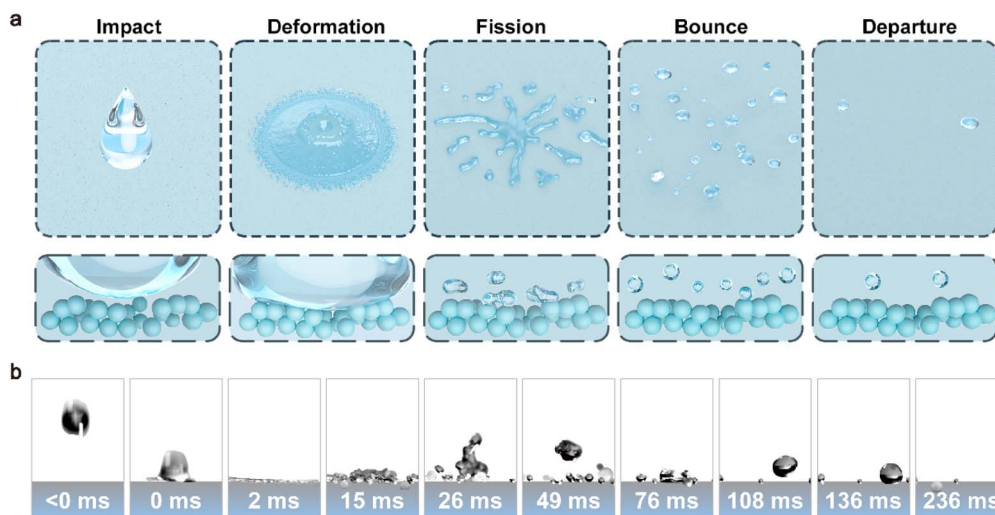 a
Impact Deformation Fission Bounce Departure
b
<0 ms 0 ms 2 ms 15 ms 26 ms 49 ms 76 ms 108 ms 136 ms 236 ms